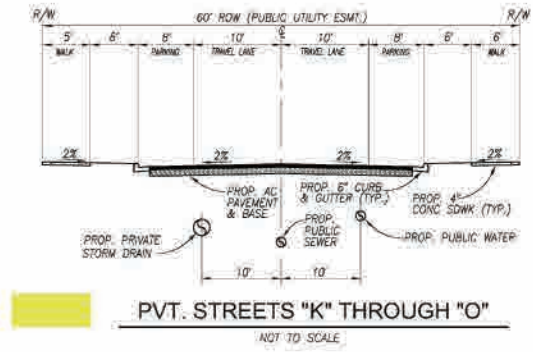 R/W 60' ROW (PUBLIC UTILITY ESMT.) R/W
℄
5' 6' 8' 10' 10' 8' 6' 6'
WALK PARKING TRAVEL LANE TRAVEL LANE PARKING WALK
2% 2% 2% 2%
PROP. AC
PAVEMENT
& BASE
PROP. 6" CURB
& GUTTER (TYP.)
PROP. 4"
CONC SDWK (TYP.)
PROP. PRIVATE
STORM DRAIN
PROP.
PUBLIC
SEWER
PROP. PUBLIC WATER
10' 10'
PVT. STREETS "K" THROUGH "O"
NOT TO SCALE